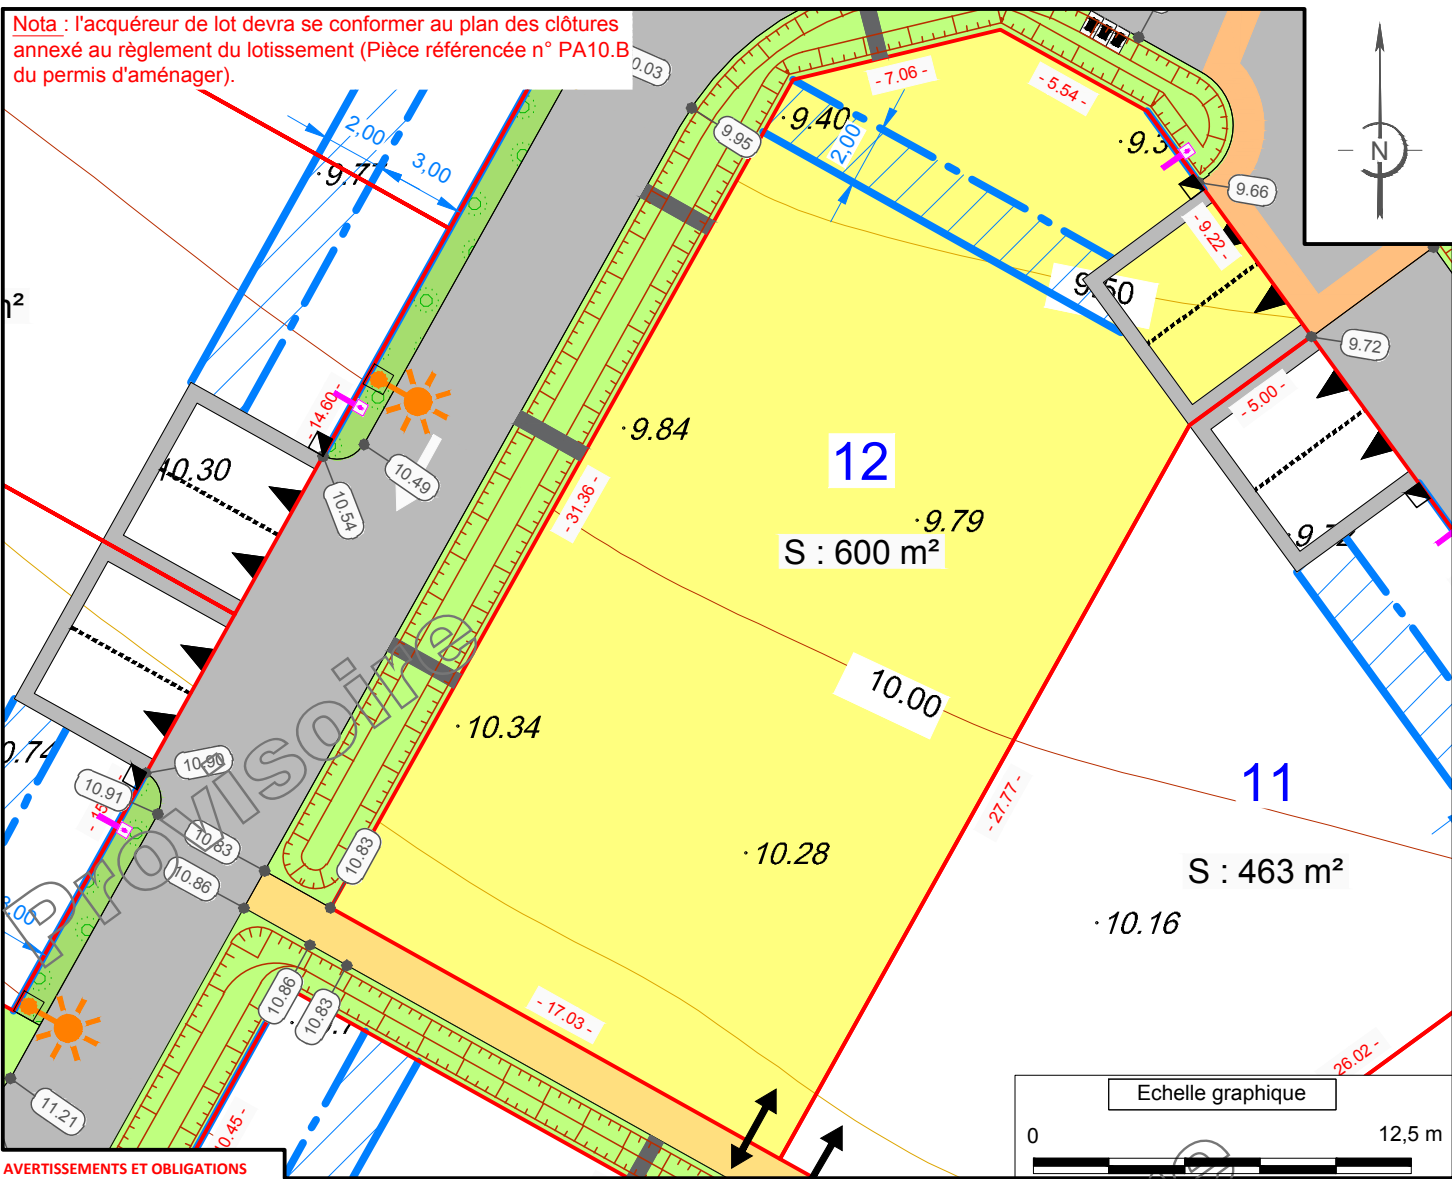 Nota : l'acquéreur de lot devra se conformer au plan des clôtures
annexé au règlement du lotissement (Pièce référencée n° PA10.B
du permis d'aménager).
N
9.95
9.40
2,00
- 7.06 -
- 5.54 -
9.66
- 9.22 -
9.72
- 5.00 -
2,00
3,00
- 14.60 -
10.30
10.49
10.54
9.84
- 31.36 -
12
9.79
S : 600 m²
10.00
10.34
10.28
- 27.77 -
11
S : 463 m²
10.16
10.90
10.91
10.83
10.86
10.83
Provisoire
10.86
10.83
- 17.03 -
11.21
26.02 -
Echelle graphique
0
12,5 m
AVERTISSEMENTS ET OBLIGATIONS